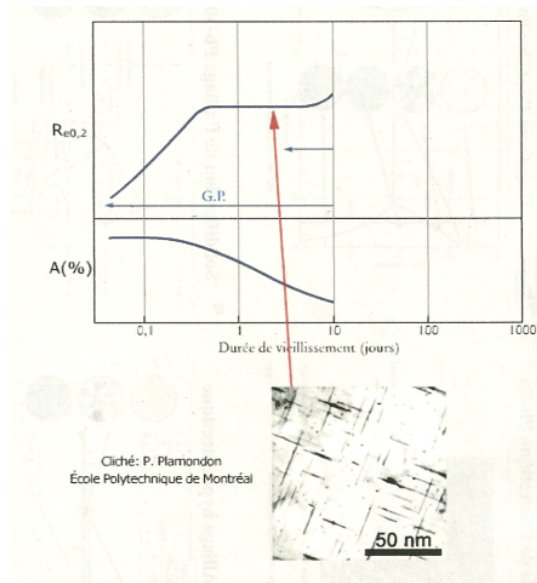 Re0,2
G.P.
A(%)
0,1 1 10 100 1000
Durée de vieillissement (jours)
Cliché: P. Plamondon
École Polytechnique de Montréal
50 nm